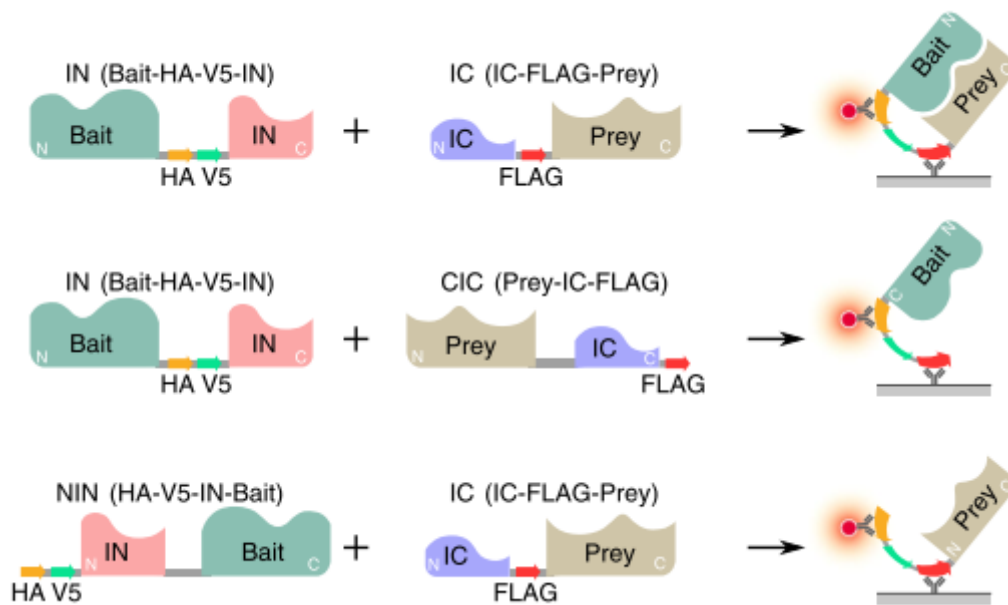 IN (Bait-HA-V5-IN)
IC (IC-FLAG-Prey)
N Bait
IN C
HA V5
+
N IC
Prey C
FLAG
N Bait
Prey C
IN (Bait-HA-V5-IN)
CIC (Prey-IC-FLAG)
N Bait
IN C
HA V5
+
N Prey
IC C
FLAG
N Bait C
NIN (HA-V5-IN-Bait)
IC (IC-FLAG-Prey)
N IN
Bait C
HA V5
+
N IC
Prey C
FLAG
N Prey C